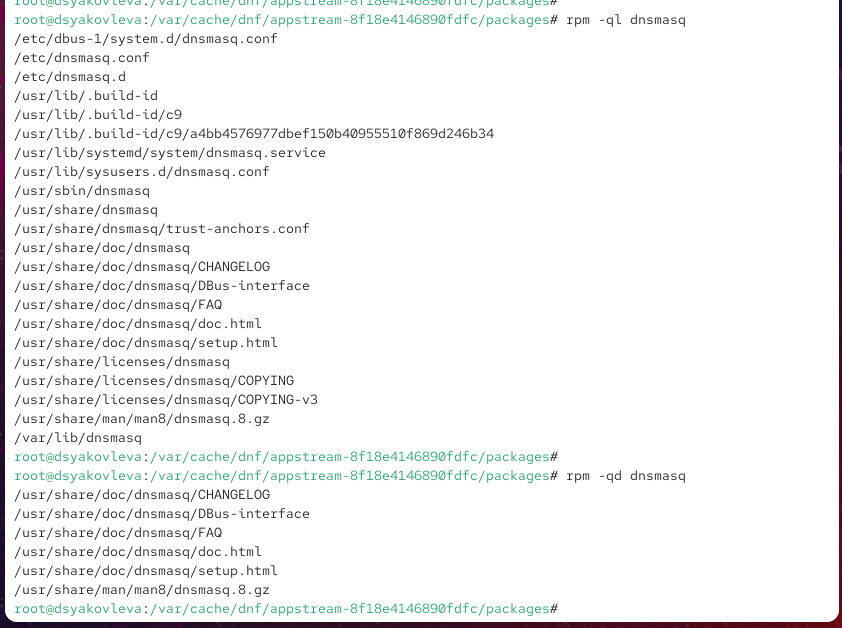 root@dsyakovleva:/var/cache/dnf/appstream-8f18e4146890fdfc/packages#
root@dsyakovleva:/var/cache/dnf/appstream-8f18e4146890fdfc/packages# rpm -ql dnsmasq
/etc/dbus-1/system.d/dnsmasq.conf
/etc/dnsmasq.conf
/etc/dnsmasq.d
/usr/lib/.build-id
/usr/lib/.build-id/c9
/usr/lib/.build-id/c9/a4bb4576977dbef150b40955510f869d246b34
/usr/lib/systemd/system/dnsmasq.service
/usr/lib/sysusers.d/dnsmasq.conf
/usr/sbin/dnsmasq
/usr/share/dnsmasq
/usr/share/dnsmasq/trust-anchors.conf
/usr/share/doc/dnsmasq
/usr/share/doc/dnsmasq/CHANGELOG
/usr/share/doc/dnsmasq/DBus-interface
/usr/share/doc/dnsmasq/FAQ
/usr/share/doc/dnsmasq/doc.html
/usr/share/doc/dnsmasq/setup.html
/usr/share/licenses/dnsmasq
/usr/share/licenses/dnsmasq/COPYING
/usr/share/licenses/dnsmasq/COPYING-v3
/usr/share/man/man8/dnsmasq.8.gz
/var/lib/dnsmasq
root@dsyakovleva:/var/cache/dnf/appstream-8f18e4146890fdfc/packages#
root@dsyakovleva:/var/cache/dnf/appstream-8f18e4146890fdfc/packages# rpm -qd dnsmasq
/usr/share/doc/dnsmasq/CHANGELOG
/usr/share/doc/dnsmasq/DBus-interface
/usr/share/doc/dnsmasq/FAQ
/usr/share/doc/dnsmasq/doc.html
/usr/share/doc/dnsmasq/setup.html
/usr/share/man/man8/dnsmasq.8.gz
root@dsyakovleva:/var/cache/dnf/appstream-8f18e4146890fdfc/packages#